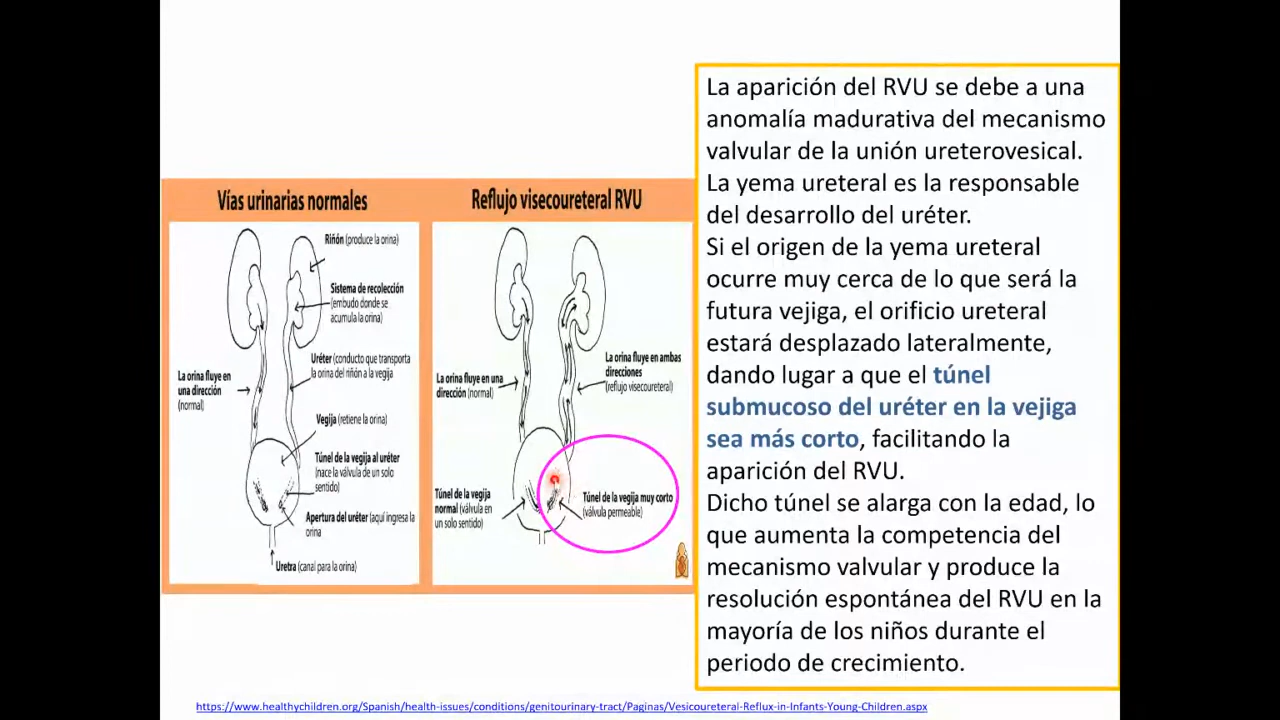 Vías urinarias normales
Riñón (produce la orina)
Sistema de recolección
(embudo donde se
acumula la orina)
Uréter (conducto que transporta
la orina del riñón a la vegija)
La orina fluye en
una dirección
(normal)
Vegija (retiene la orina)
Túnel de la vegija al uréter
(nace la válvula de un solo
sentido)
Apertura del uréter (aquí ingresa la
orina
Uretra (canal para la orina)
Reflujo visecoureteral RVU
La orina fluye en una
dirección (normal)
La orina fluye en ambas
direcciones
(reflujo visecoureteral)
Túnel de la vegija
normal (válvula en
un solo sentido)
Túnel de la vegija muy corto
(válvula permeable)
La aparición del RVU se debe a una
anomalía madurativa del mecanismo
valvular de la unión ureterovesical.
La yema ureteral es la responsable
del desarrollo del uréter.
Si el origen de la yema ureteral
ocurre muy cerca de lo que será la
futura vejiga, el orificio ureteral
estará desplazado lateralmente,
dando lugar a que el túnel
submucoso del uréter en la vejiga
sea más corto, facilitando la
aparición del RVU.
Dicho túnel se alarga con la edad, lo
que aumenta la competencia del
mecanismo valvular y produce la
resolución espontánea del RVU en la
mayoría de los niños durante el
periodo de crecimiento.
https://www.healthychildren.org/Spanish/health-issues/conditions/genitourinary-tract/Paginas/Vesicoureteral-Reflux-in-Infants-Young-Children.aspx